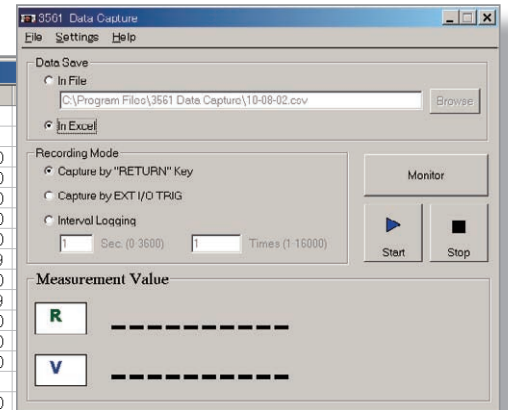 3561 Data Capture
File Settings Help
Data Save
In File
C:\Program Files\3561 Data Capture\10-08-02.csv
Browse
In Excel
Recording Mode
Capture by "RETURN" Key
Capture by EXT I/O TRIG
Interval Logging
1 Sec. (0-3600) 1 Times (1-16000)
Monitor
Start Stop
Measurement Value
R ----------
V ----------